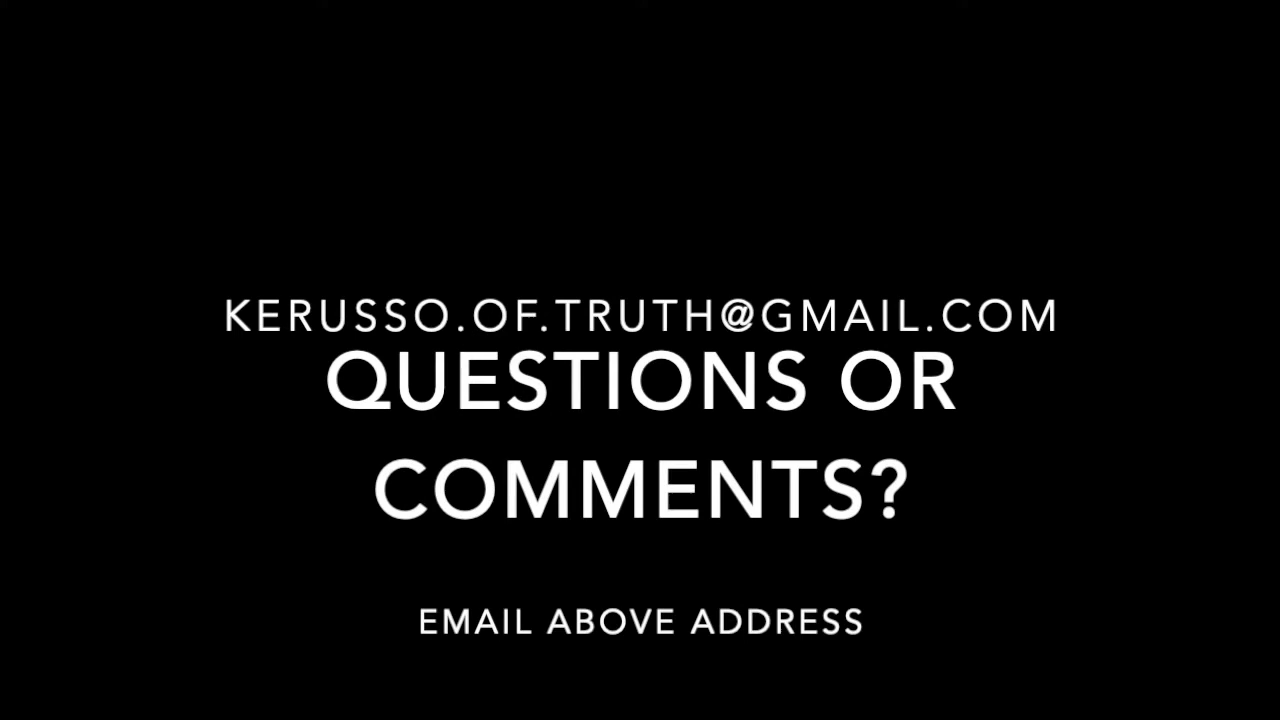 KERUSSO.OF.TRUTH@GMAIL.COM
QUESTIONS OR
COMMENTS?
EMAIL ABOVE ADDRESS